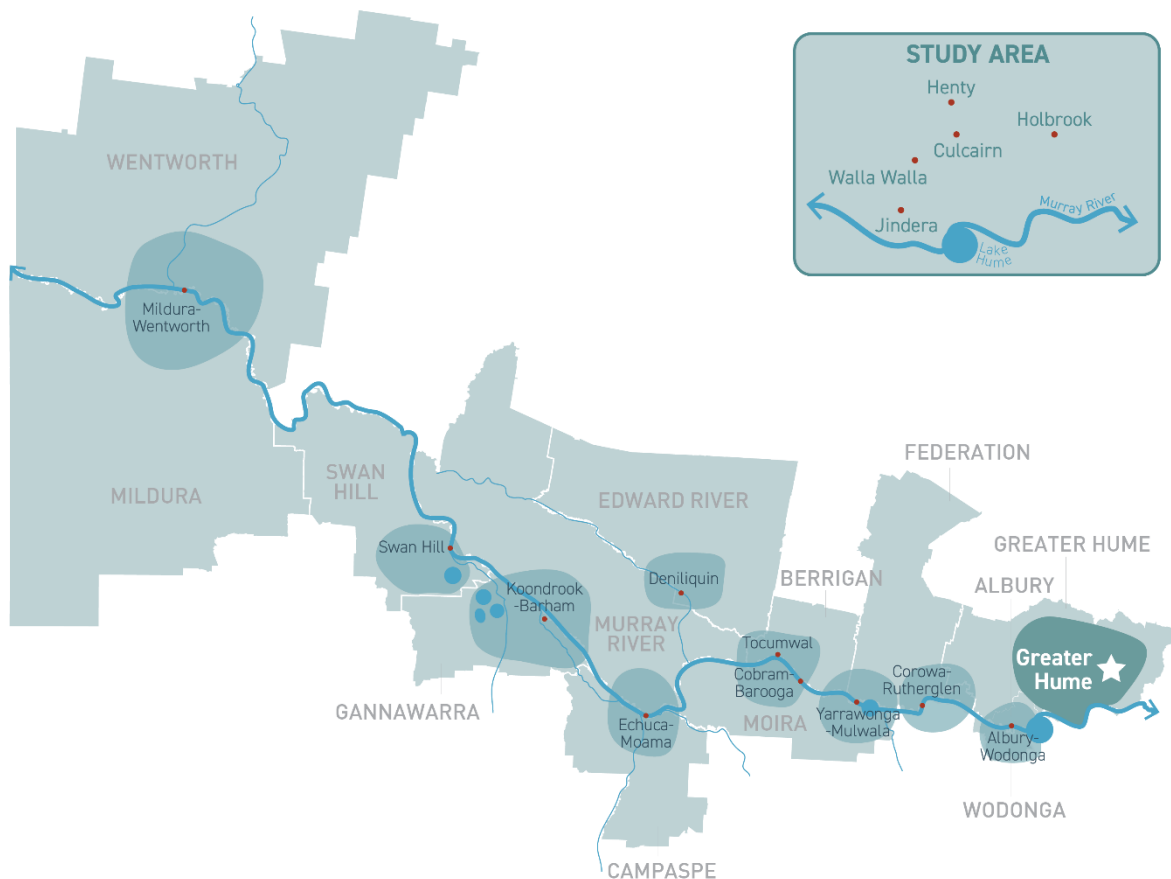 STUDY AREA
Henty
Holbrook
Culcairn
Walla Walla
Jindera
Murray River
Lake
Hume
WENTWORTH
Mildura-
Wentworth
MILDURA
SWAN
HILL
EDWARD RIVER
FEDERATION
GREATER HUME
ALBURY
BERRIGAN
Swan Hill
Koondrook
-Barham
Deniliquin
MURRAY
RIVER
Tocumwal
Cobram-
Barooga
Corowa-
Rutherglen
Greater
Hume
GANNAWARRA
Echuca-
Moama
MOIRA
Yarrawonga
-Mulwala
Albury-
Wodonga
WODONGA
CAMPASPE